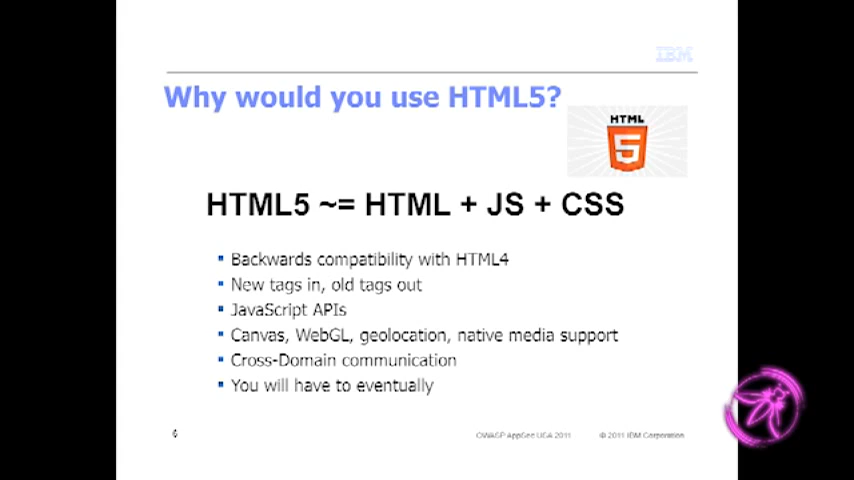 IBM
Why would you use HTML5?
HTML
5
HTML5 ~= HTML + JS + CSS
Backwards compatibility with HTML4
New tags in, old tags out
JavaScript APIs
Canvas, WebGL, geolocation, native media support
Cross-Domain communication
You will have to eventually
6
OWASP AppSec USA 2011
© 2011 IBM Corporation